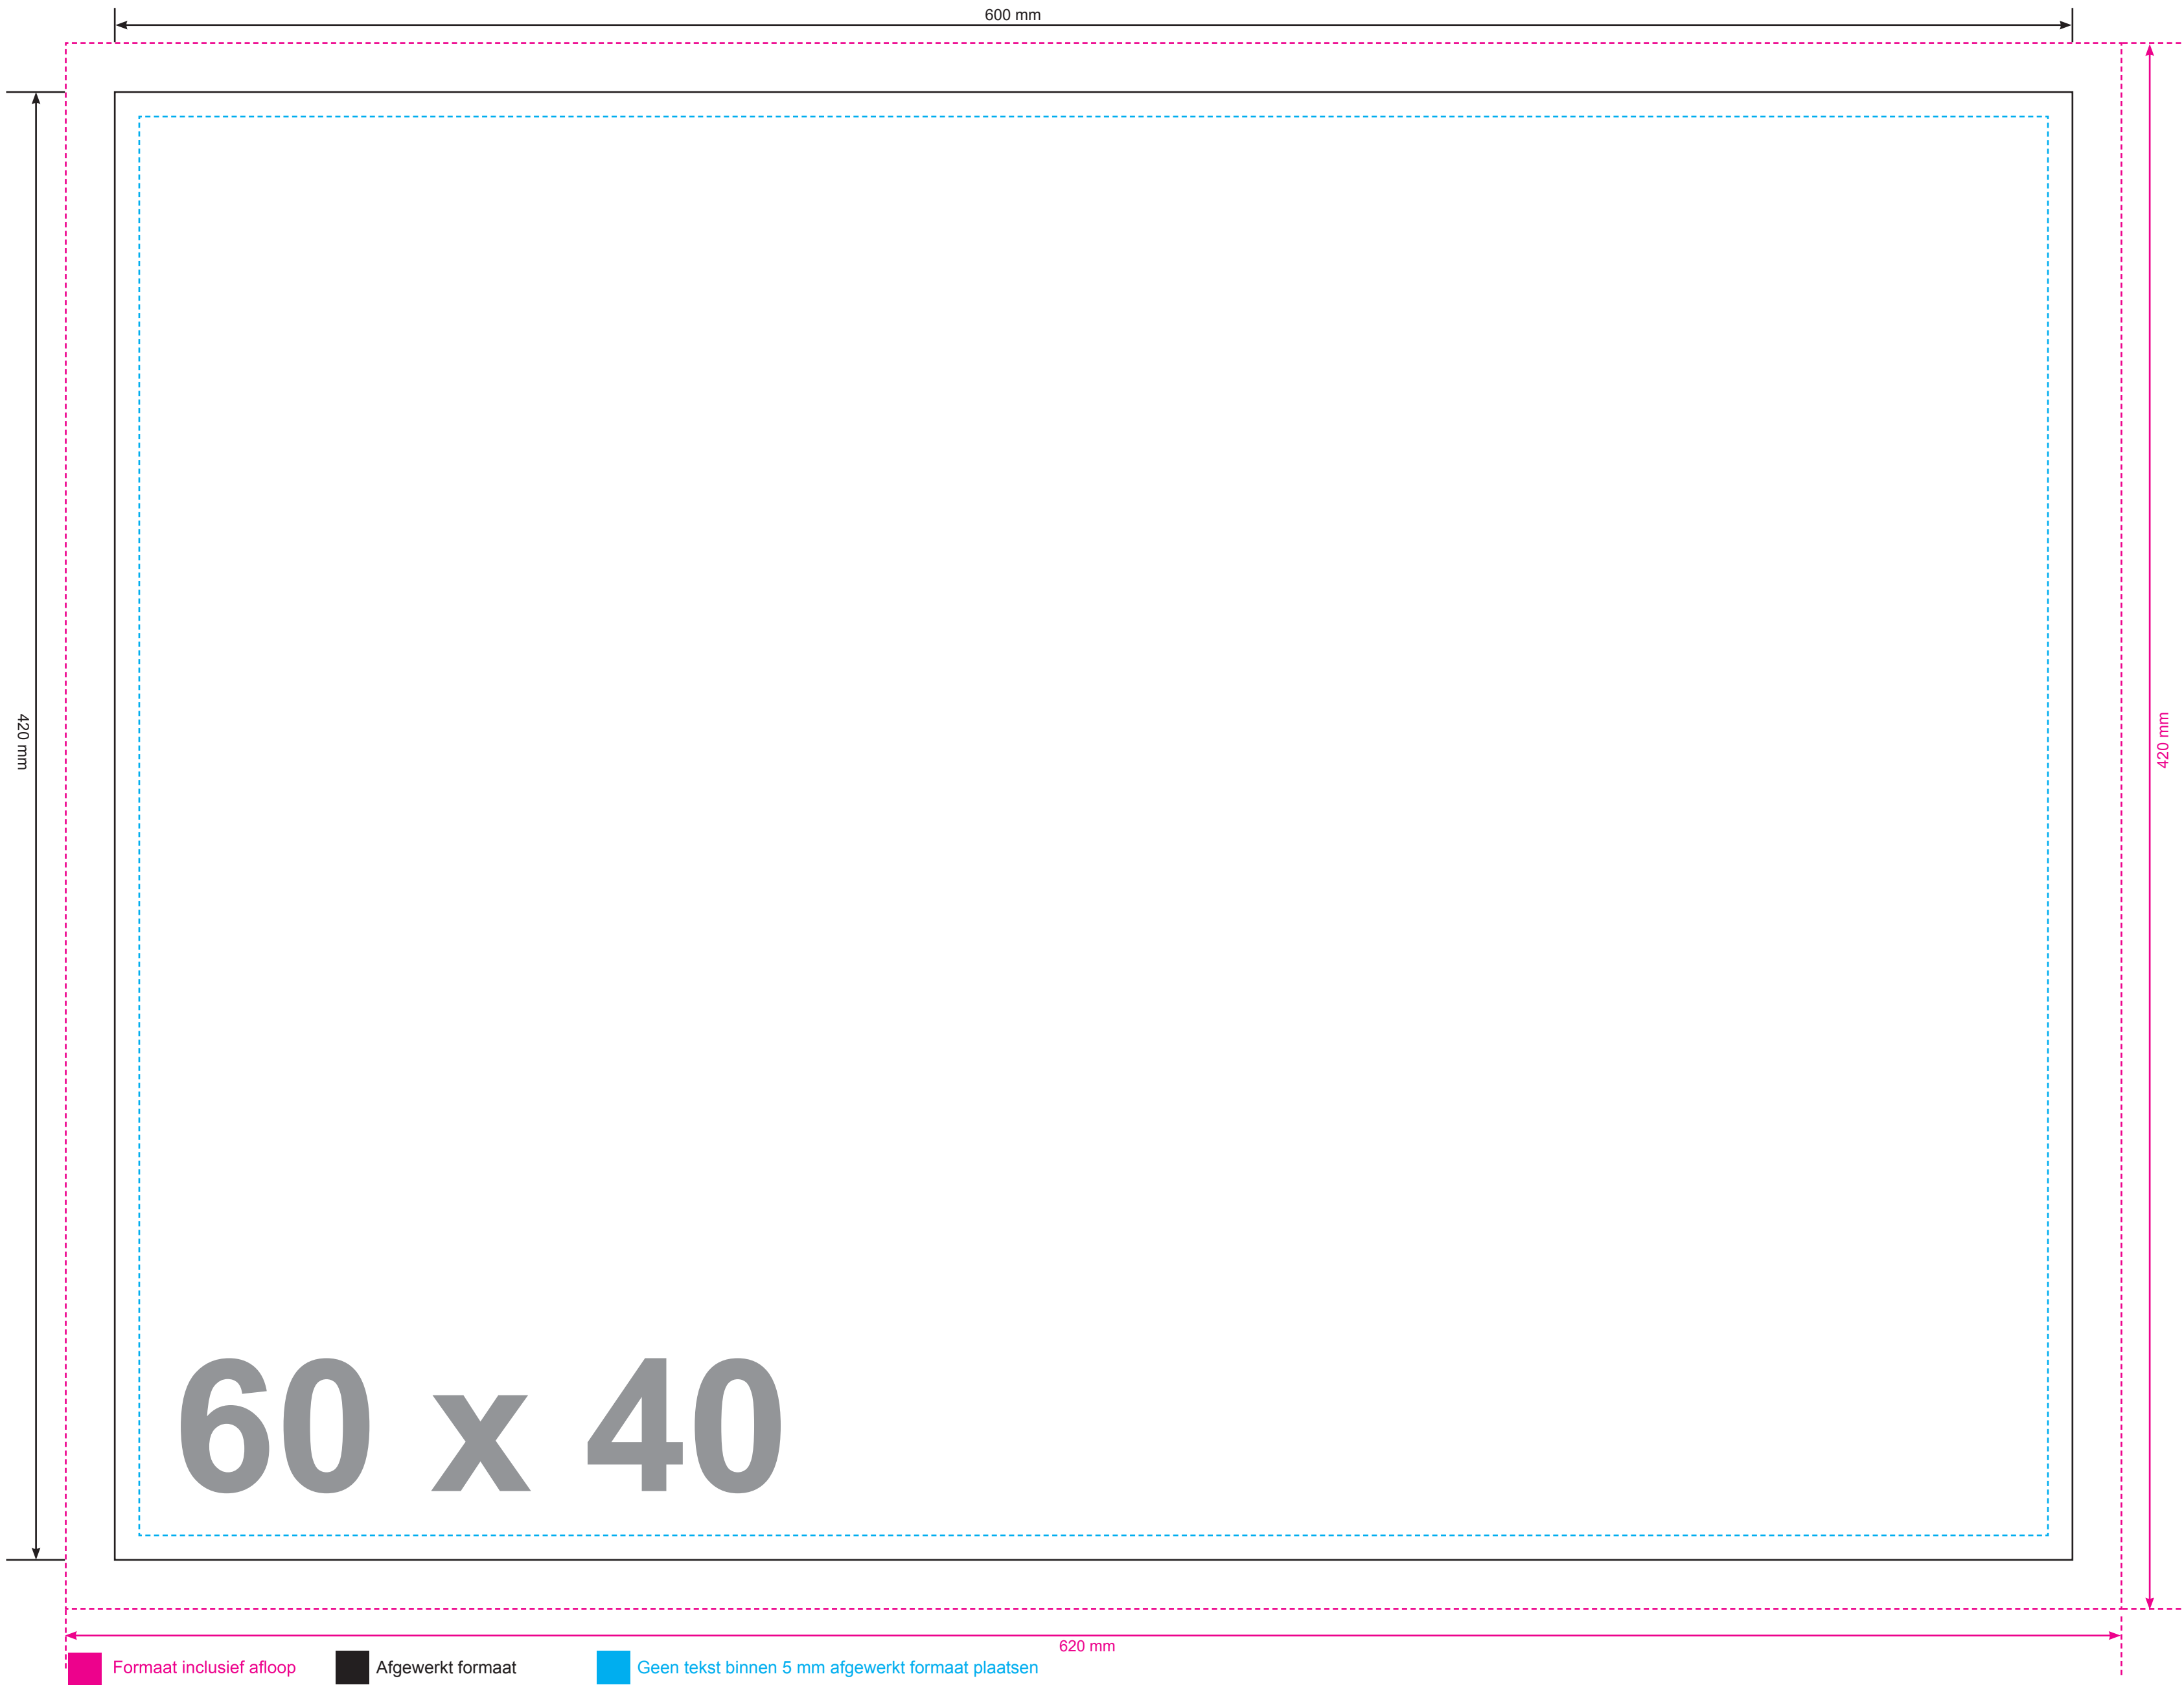 600 mm
420 mm
420 mm
60 x 40
620 mm
Formaat inclusief afloop
Afgewerkt formaat
Geen tekst binnen 5 mm afgewerkt formaat plaatsen